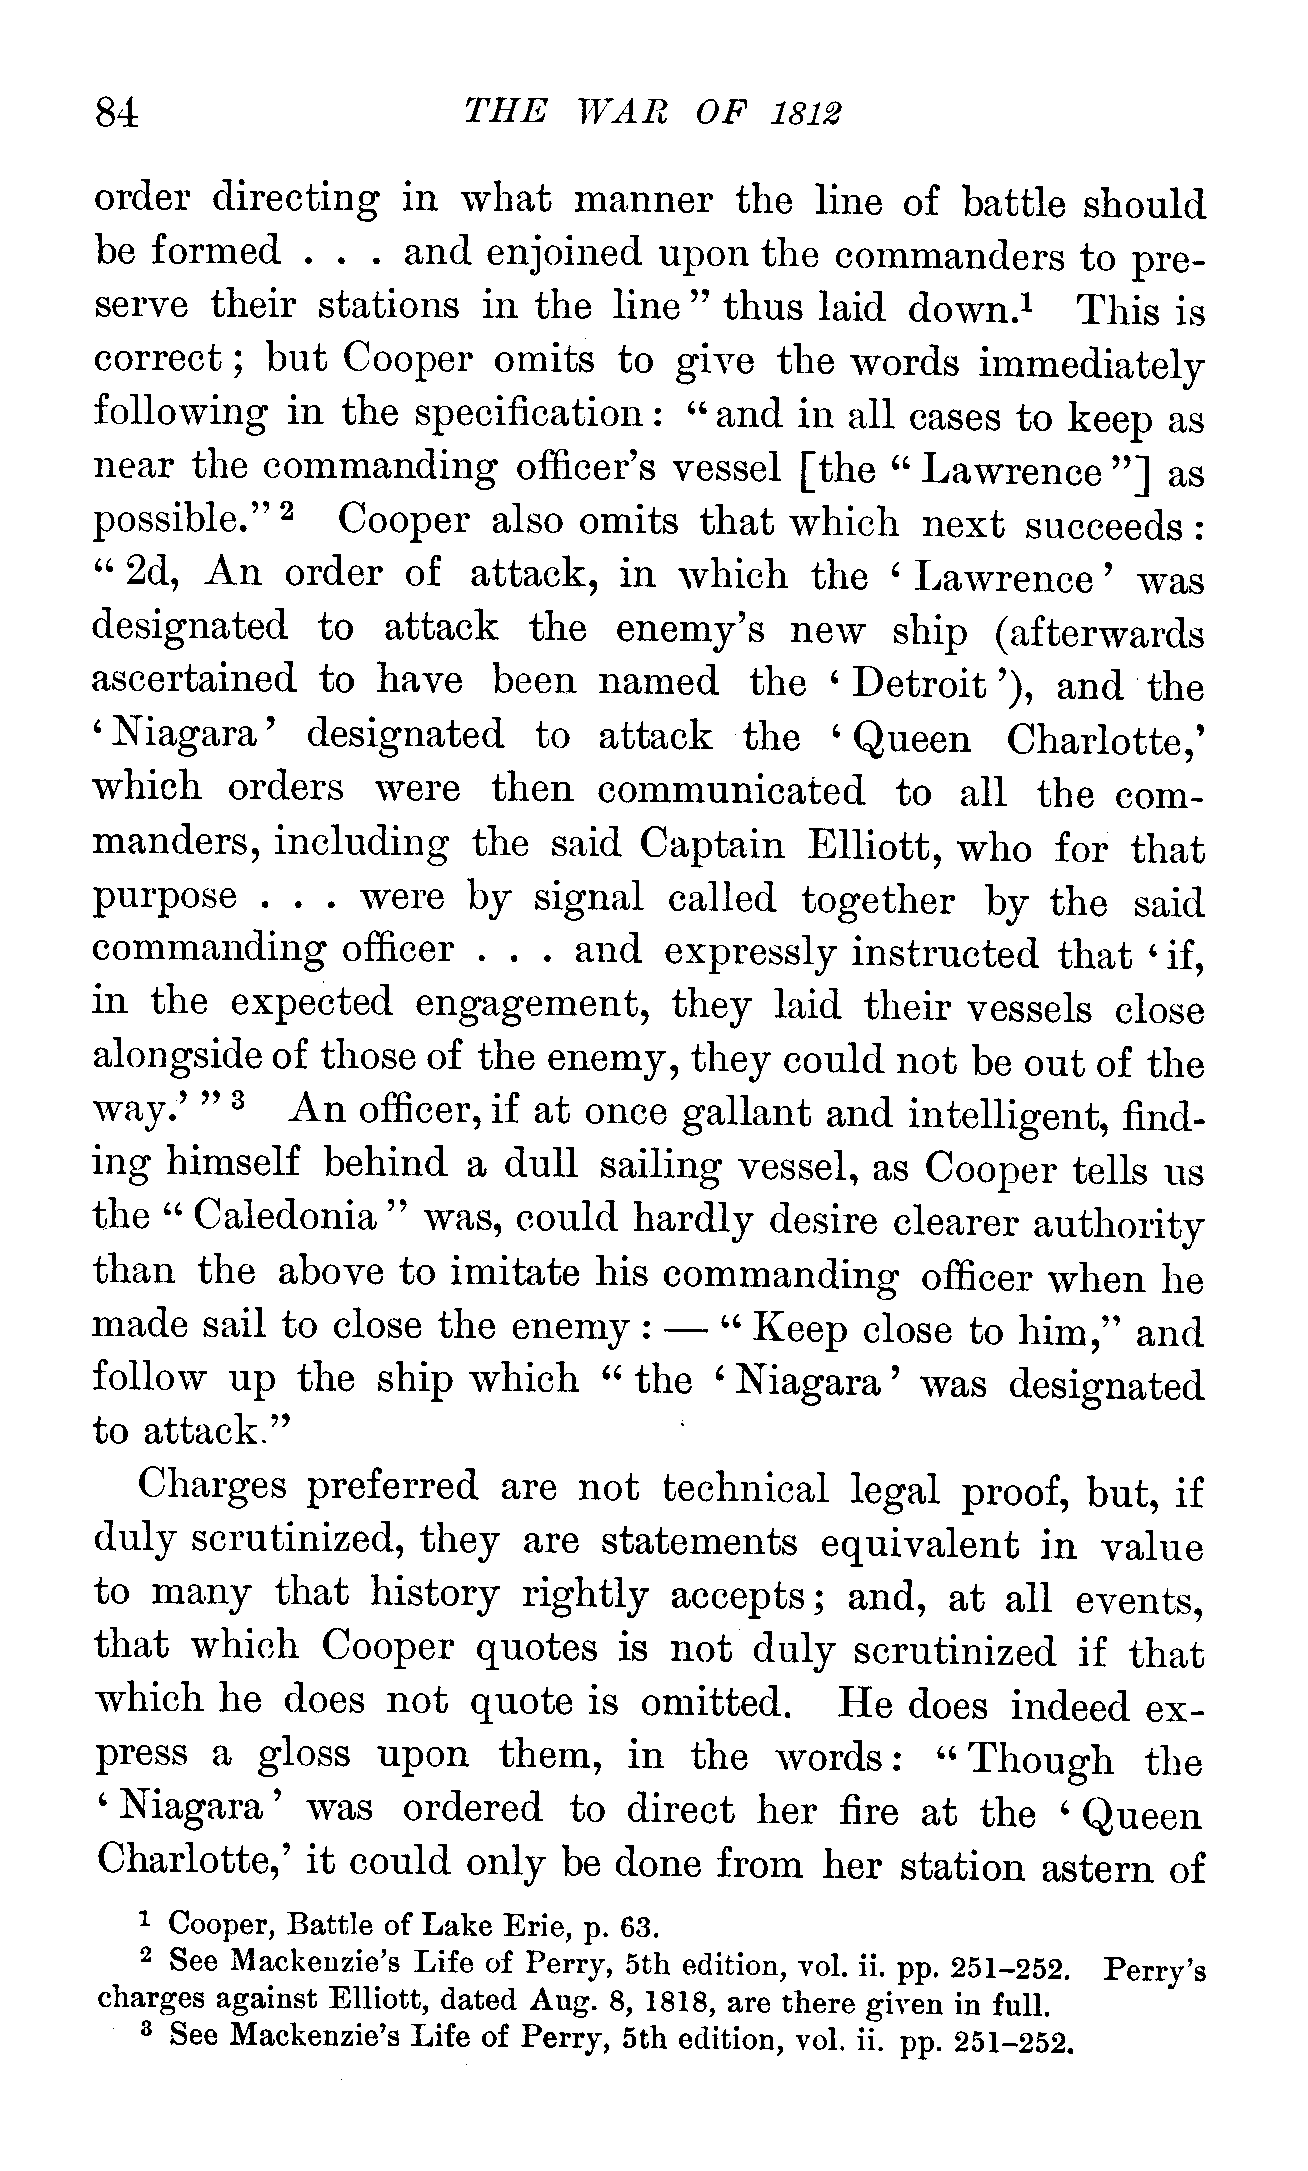 84 THE WAR OF 1812
order directing in what manner the line of battle should
be formed . . . and enjoined upon the commanders to pre-
serve their stations in the line" thus laid down.¹ This is
correct; but Cooper omits to give the words immediately
following in the specification: "and in all cases to keep as
near the commanding officer's vessel [the "Lawrence"] as
possible."² Cooper also omits that which next succeeds:
"2d, An order of attack, in which the 'Lawrence' was
designated to attack the enemy's new ship (afterwards
ascertained to have been named the 'Detroit'), and the
'Niagara' designated to attack the 'Queen Charlotte,'
which orders were then communicated to all the com-
manders, including the said Captain Elliott, who for that
purpose . . . were by signal called together by the said
commanding officer . . . and expressly instructed that 'if,
in the expected engagement, they laid their vessels close
alongside of those of the enemy, they could not be out of the
way.'"³ An officer, if at once gallant and intelligent, find-
ing himself behind a dull sailing vessel, as Cooper tells us
the "Caledonia" was, could hardly desire clearer authority
than the above to imitate his commanding officer when he
made sail to close the enemy: — "Keep close to him," and
follow up the ship which "the 'Niagara' was designated
to attack."
Charges preferred are not technical legal proof, but, if
duly scrutinized, they are statements equivalent in value
to many that history rightly accepts; and, at all events,
that which Cooper quotes is not duly scrutinized if that
which he does not quote is omitted. He does indeed ex-
press a gloss upon them, in the words: "Though the
'Niagara' was ordered to direct her fire at the 'Queen
Charlotte,' it could only be done from her station astern of
¹ Cooper, Battle of Lake Erie, p. 63.
² See Mackenzie's Life of Perry, 5th edition, vol. ii. pp. 251–252. Perry's
charges against Elliott, dated Aug. 8, 1818, are there given in full.
³ See Mackenzie's Life of Perry, 5th edition, vol. ii. pp. 251–252.